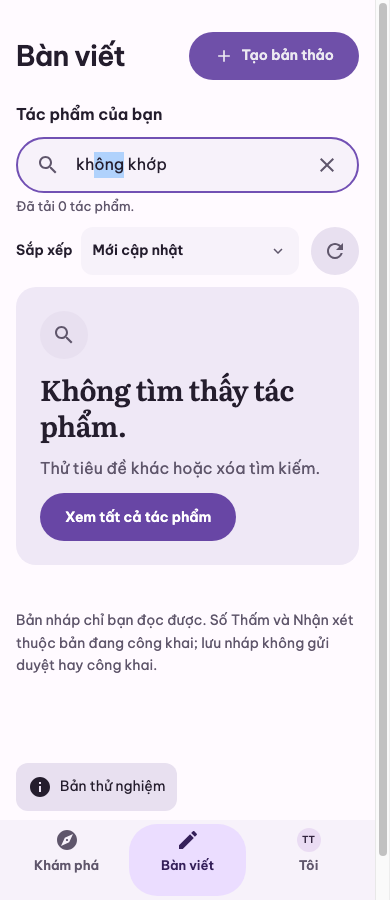 Bàn viết
Tạo bản thảo
Tác phẩm của bạn
không khớp
Đã tải 0 tác phẩm.
Sắp xếp
Mới cập nhật
Không tìm thấy tác
phẩm.
Thử tiêu đề khác hoặc xóa tìm kiếm.
Xem tất cả tác phẩm
Bản nháp chỉ bạn đọc được. Số Thấm và Nhận xét
thuộc bản đang công khai; lưu nháp không gửi
duyệt hay công khai.
Bản thử nghiệm
Khám phá
Bàn viết
TT
Tôi